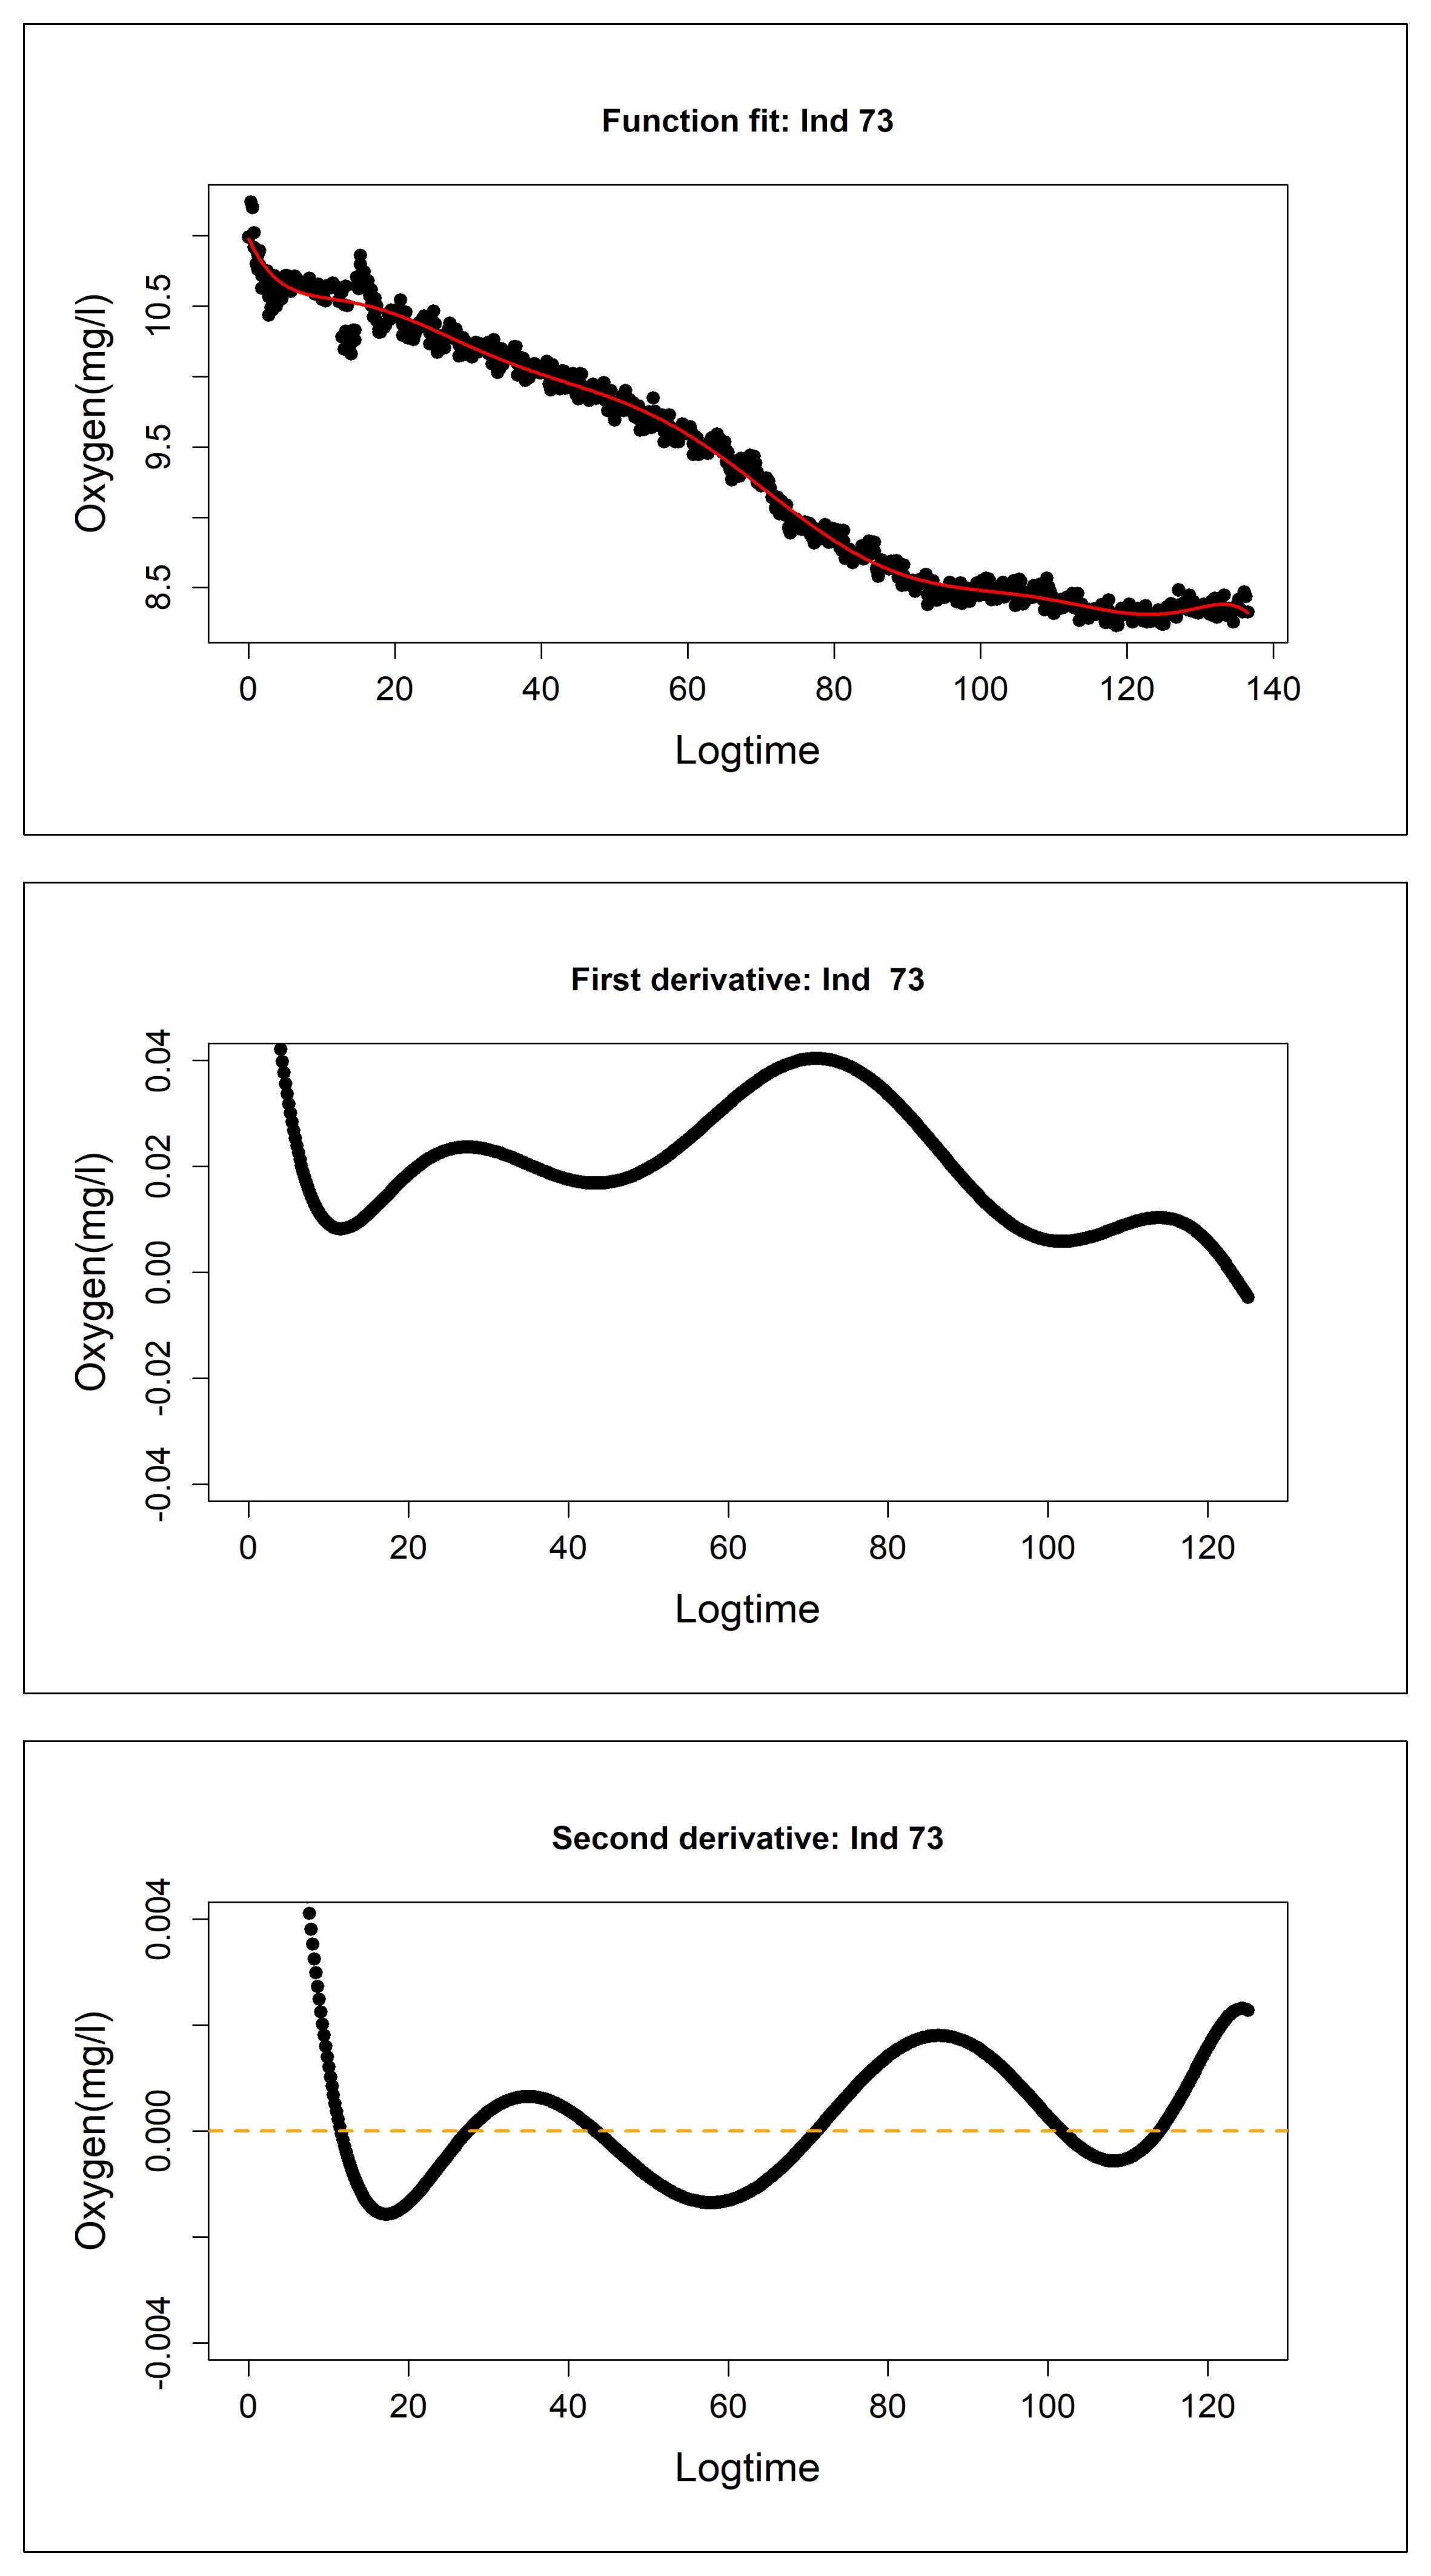 Function fit: Ind 73
Oxygen(mg/l)
10.5
9.5
8.5
0 20 40 60 80 100 120 140
Logtime
First derivative: Ind  73
Oxygen(mg/l)
0.04
0.02
0.00
-0.02
-0.04
0 20 40 60 80 100 120
Logtime
Second derivative: Ind 73
Oxygen(mg/l)
0.004
0.000
-0.004
0 20 40 60 80 100 120
Logtime